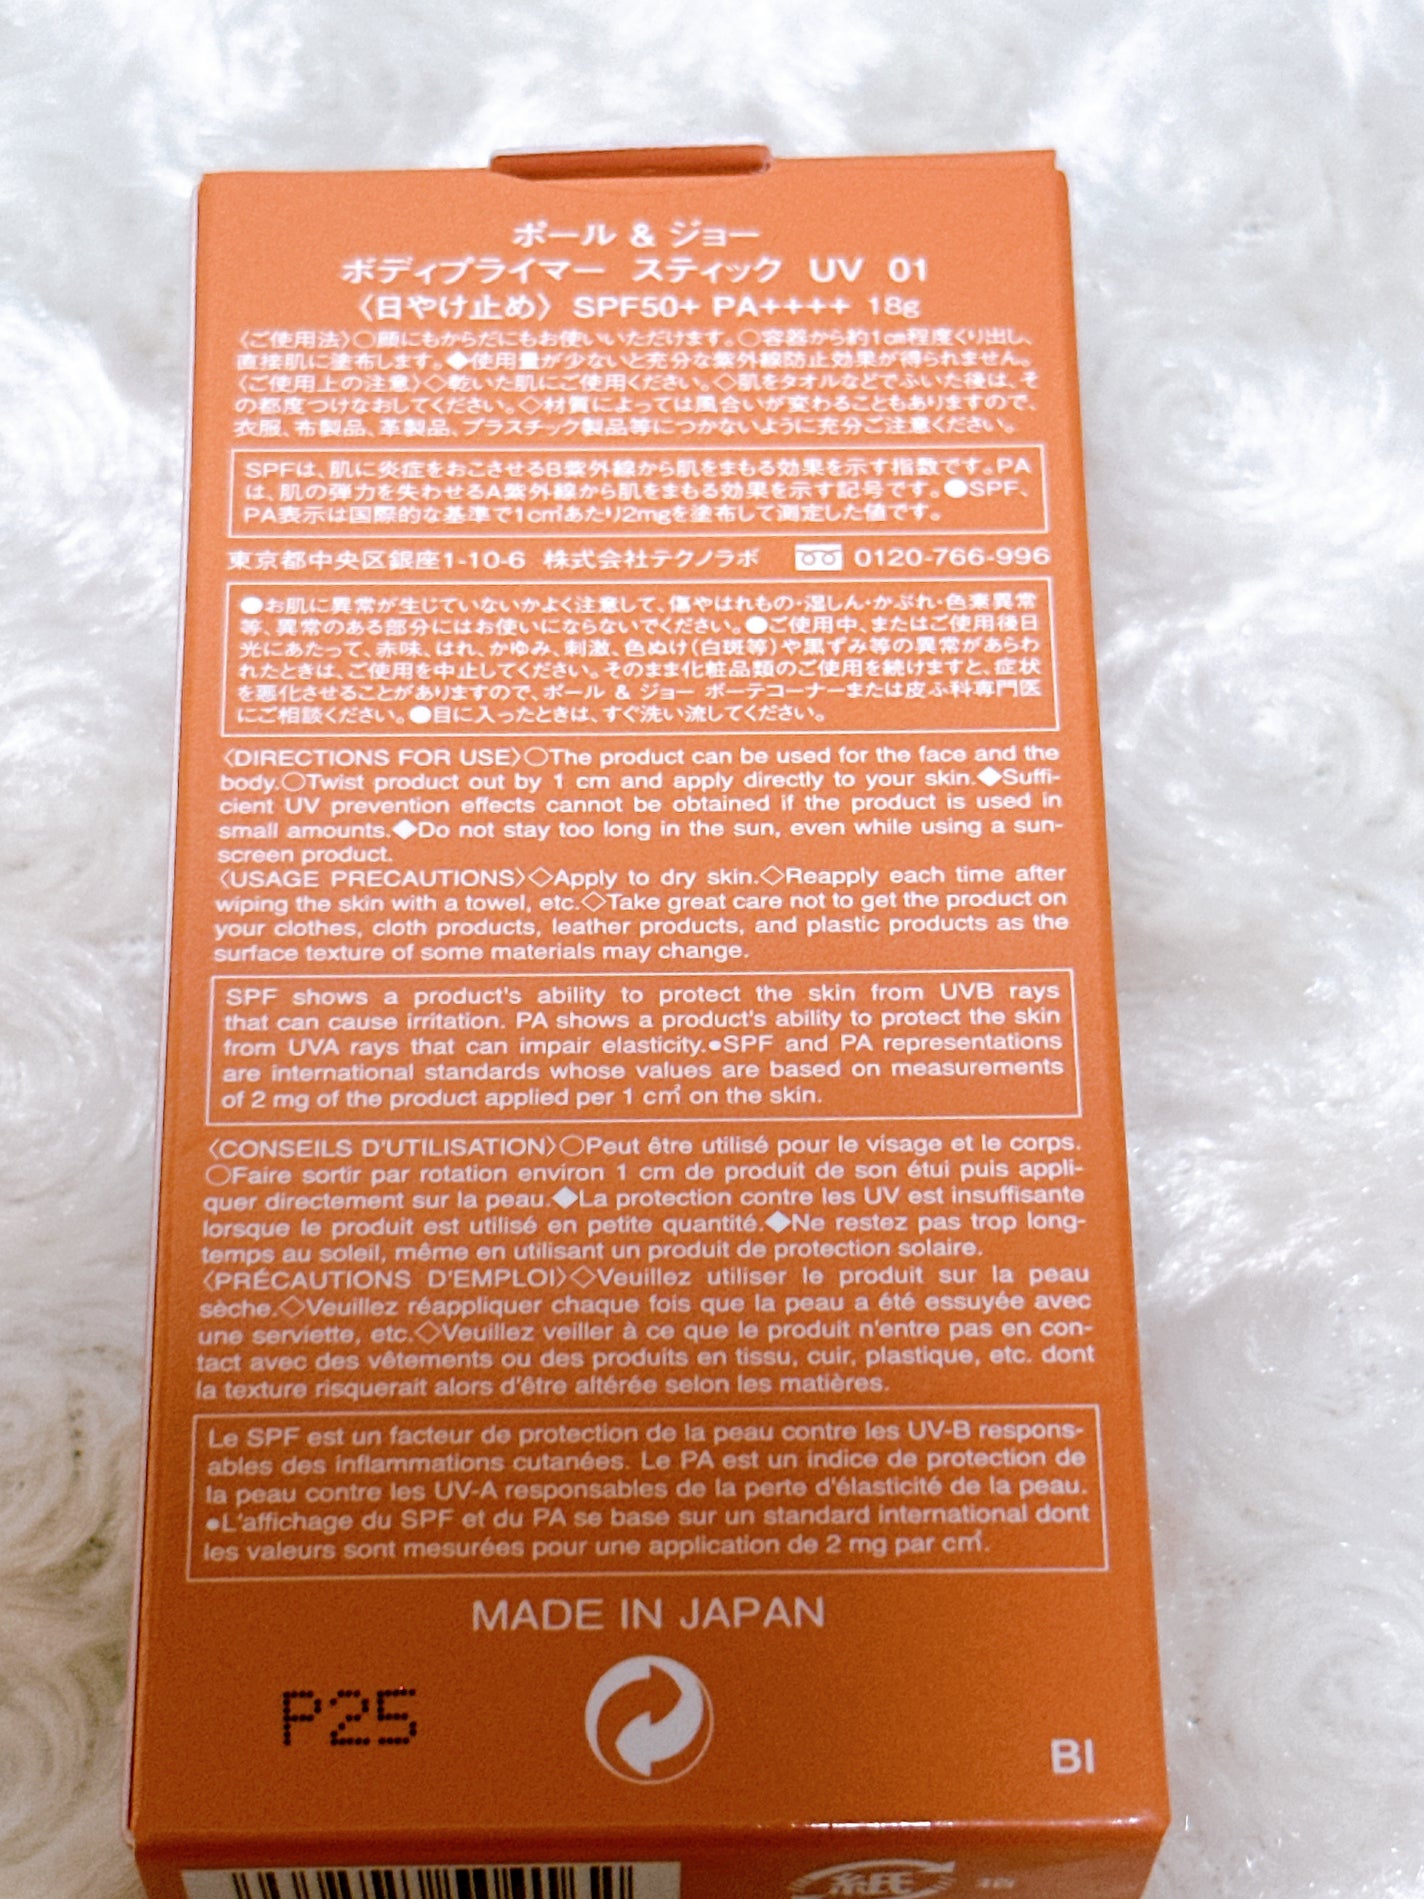 ポール & ジョー
ボディプライマー スティック UV 01
〈日やけ止め〉 SPF50+ PA++++ 18g
〈ご使用法〉○顔にもからだにもお使いいただけます。○容器から約1㎝程度くり出し、
直接肌に塗布します。◆使用量が少ないと充分な紫外線防止効果が得られません。
〈ご使用上の注意〉◇乾いた肌にご使用ください。◇肌をタオルなどでふいた後は、そ
の都度つけなおしてください。◇材質によっては風合いが変わることもありますので、
衣服、布製品、革製品、プラスチック製品等につかないように充分ご注意ください。
SPFは、肌に炎症をおこさせるB紫外線から肌をまもる効果を示す指数です。PA
は、肌の弾力を失わせるA紫外線から肌をまもる効果を示す記号です。●SPF、
PA表示は国際的な基準で1c㎡あたり2mgを塗布して測定した値です。
東京都中央区銀座1-10-6 株式会社テクノラボ 0120-766-996
●お肌に異常が生じていないかよく注意して、傷やはれもの・湿しん・かぶれ・色素異常
等、異常のある部分にはお使いにならないでください。●ご使用中、またはご使用後日
光にあたって、赤味、はれ、かゆみ、刺激、色ぬけ(白斑等)や黒ずみ等の異常があらわ
れたときは、ご使用を中止してください。そのまま化粧品類のご使用を続けますと、症状
を悪化させることがありますので、ポール & ジョー ボーテコーナーまたは皮ふ科専門医
にご相談ください。●目に入ったときは、すぐ洗い流してください。
〈DIRECTIONS FOR USE〉○The product can be used for the face and the
body.○Twist product out by 1 cm and apply directly to your skin.◆Suffi-
cient UV prevention effects cannot be obtained if the product is used in
small amounts.◆Do not stay too long in the sun, even while using a sun-
screen product.
〈USAGE PRECAUTIONS〉◇Apply to dry skin.◇Reapply each time after
wiping the skin with a towel, etc.◇Take great care not to get the product on
your clothes, cloth products, leather products, and plastic products as the
surface texture of some materials may change.
SPF shows a product's ability to protect the skin from UVB rays
that can cause irritation. PA shows a product's ability to protect the skin
from UVA rays that can impair elasticity.●SPF and PA representations
are international standards whose values are based on measurements
of 2 mg of the product applied per 1 c㎡ on the skin.
〈CONSEILS D'UTILISATION〉○Peut être utilisé pour le visage et le corps.
○Faire sortir par rotation environ 1 cm de produit de son étui puis appli-
quer directement sur la peau.◆La protection contre les UV est insuffisante
lorsque le produit est utilisé en petite quantité.◆Ne restez pas trop long-
temps au soleil, même en utilisant un produit de protection solaire.
〈PRÉCAUTIONS D'EMPLOI〉◇Veuillez utiliser le produit sur la peau
sèche.◇Veuillez réappliquer chaque fois que la peau a été essuyée avec
une serviette, etc.◇Veuillez veiller à ce que le produit n'entre pas en con-
tact avec des vêtements ou des produits en tissu, cuir, plastique, etc. dont
la texture risquerait alors d'être altérée selon les matières.
Le SPF est un facteur de protection de la peau contre les UV-B respons-
ables des inflammations cutanées. Le PA est un indice de protection de
la peau contre les UV-A responsables de la perte d'élasticité de la peau.
●L'affichage du SPF et du PA se base sur un standard international dont
les valeurs sont mesurées pour une application de 2 mg par c㎡.
MADE IN JAPAN
P25
BI
紙